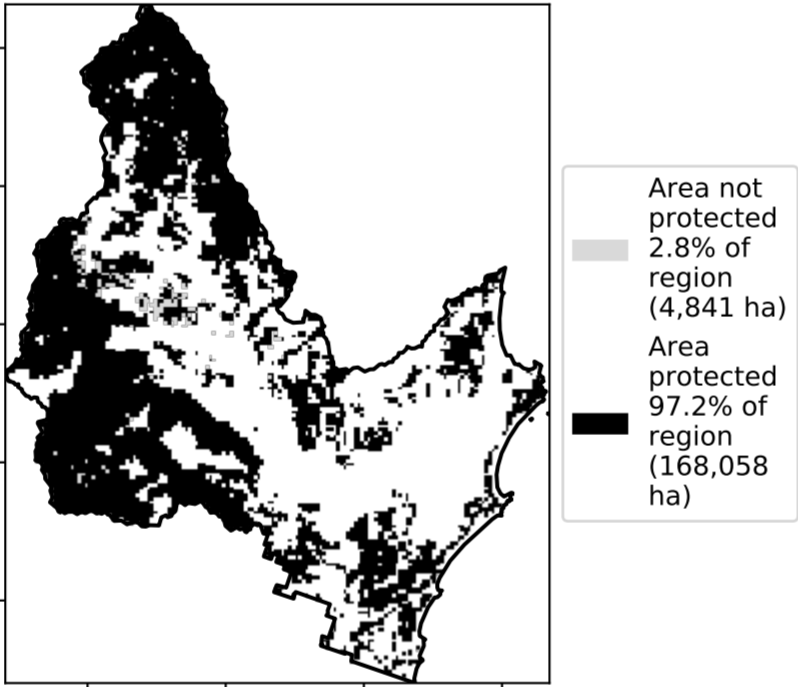 Area not
protected
2.8% of
region
(4,841 ha)
Area
protected
97.2% of
region
(168,058
ha)